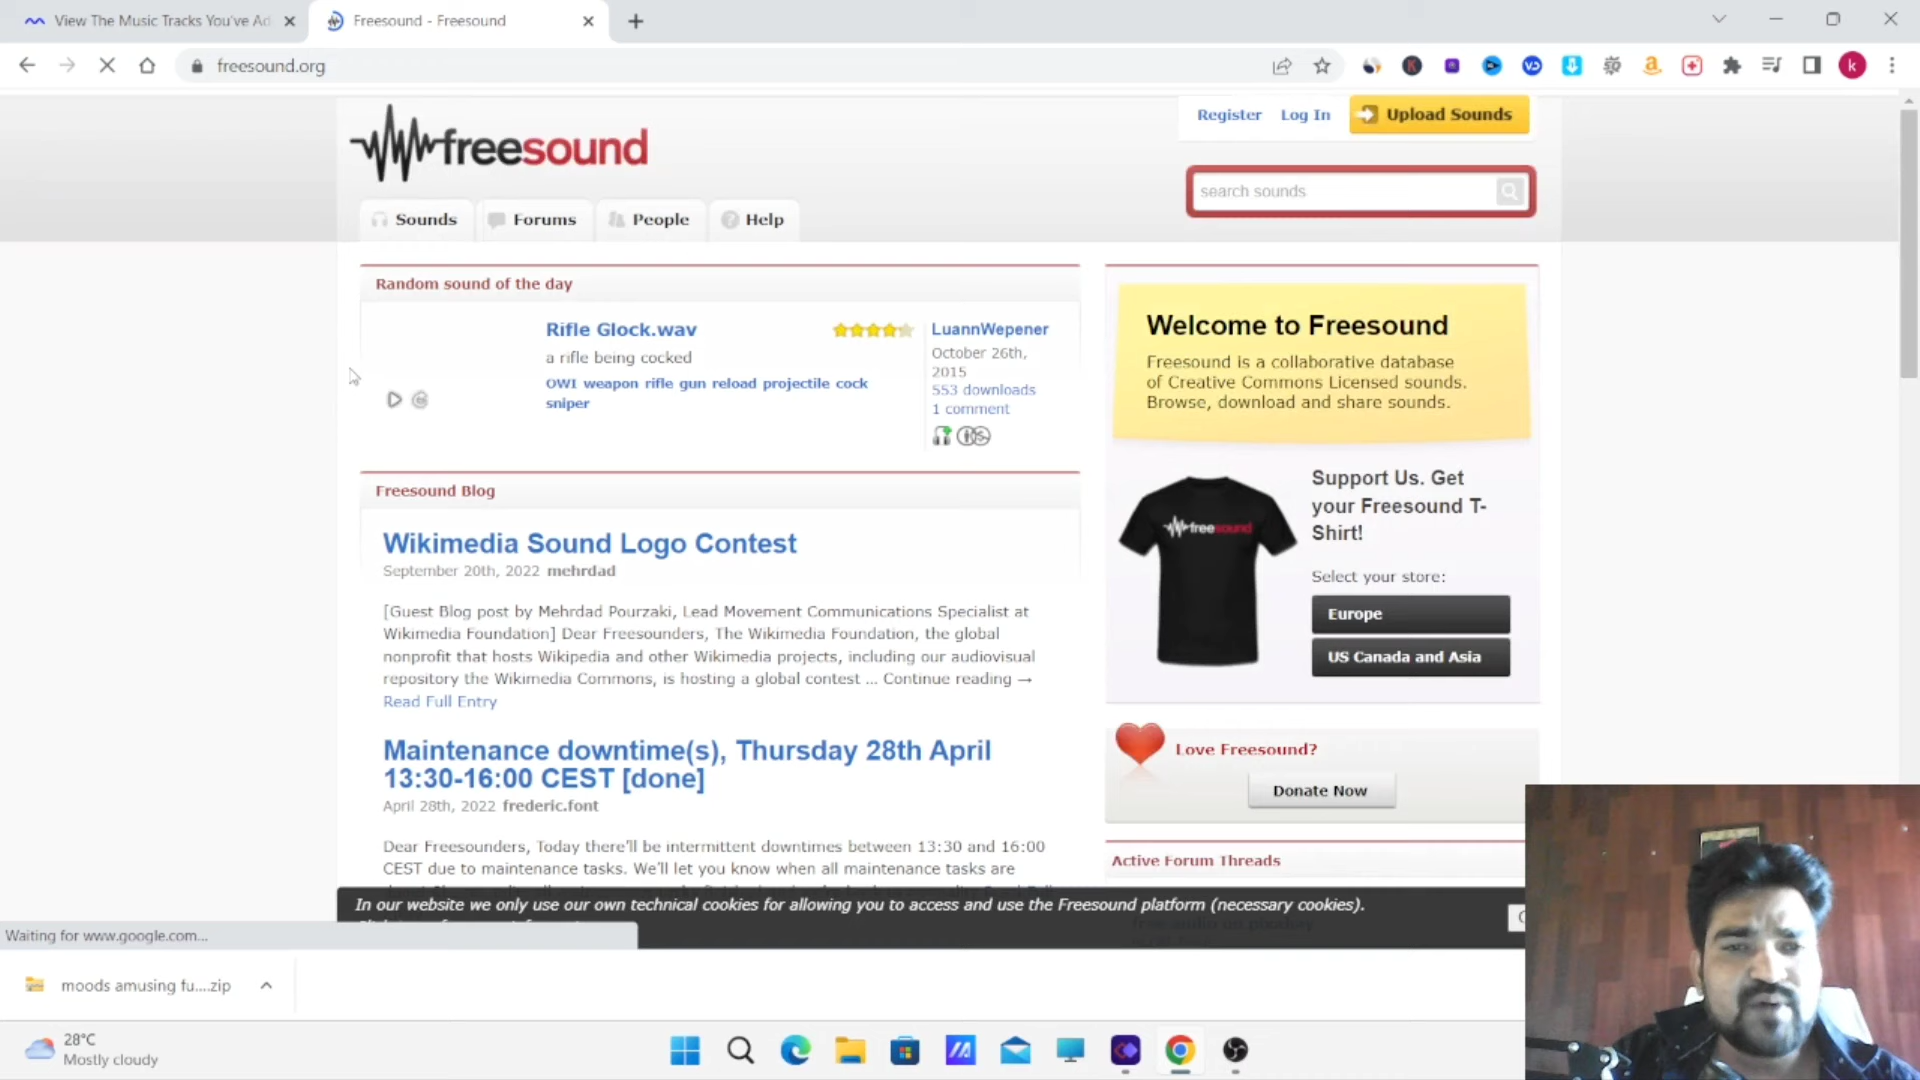 View The Music Tracks You've Ad
Freesound - Freesound
freesound.org
Register
Log In
Upload Sounds
freesound
search sounds
Sounds
Forums
People
Help
Random sound of the day
Rifle Glock.wav
a rifle being cocked
OWI weapon rifle gun reload projectile cock
sniper
LuannWepener
October 26th,
2015
553 downloads
1 comment
Welcome to Freesound
Freesound is a collaborative database
of Creative Commons Licensed sounds.
Browse, download and share sounds.
Freesound Blog
Wikimedia Sound Logo Contest
September 20th, 2022 mehrdad
[Guest Blog post by Mehrdad Pourzaki, Lead Movement Communications Specialist at
Wikimedia Foundation] Dear Freesounders, The Wikimedia Foundation, the global
nonprofit that hosts Wikipedia and other Wikimedia projects, including our audiovisual
repository the Wikimedia Commons, is hosting a global contest ... Continue reading →
Read Full Entry
freesound
Support Us. Get
your Freesound T-
Shirt!
Select your store:
Europe
US Canada and Asia
Maintenance downtime(s), Thursday 28th April
13:30-16:00 CEST [done]
April 28th, 2022 frederic.font
Dear Freesounders, Today there'll be intermittent downtimes between 13:30 and 16:00
CEST due to maintenance tasks. We'll let you know when all maintenance tasks are
Love Freesound?
Donate Now
Active Forum Threads
In our website we only use our own technical cookies for allowing you to access and use the Freesound platform (necessary cookies).
Waiting for www.google.com...
moods amusing fu....zip
28°C
Mostly cloudy